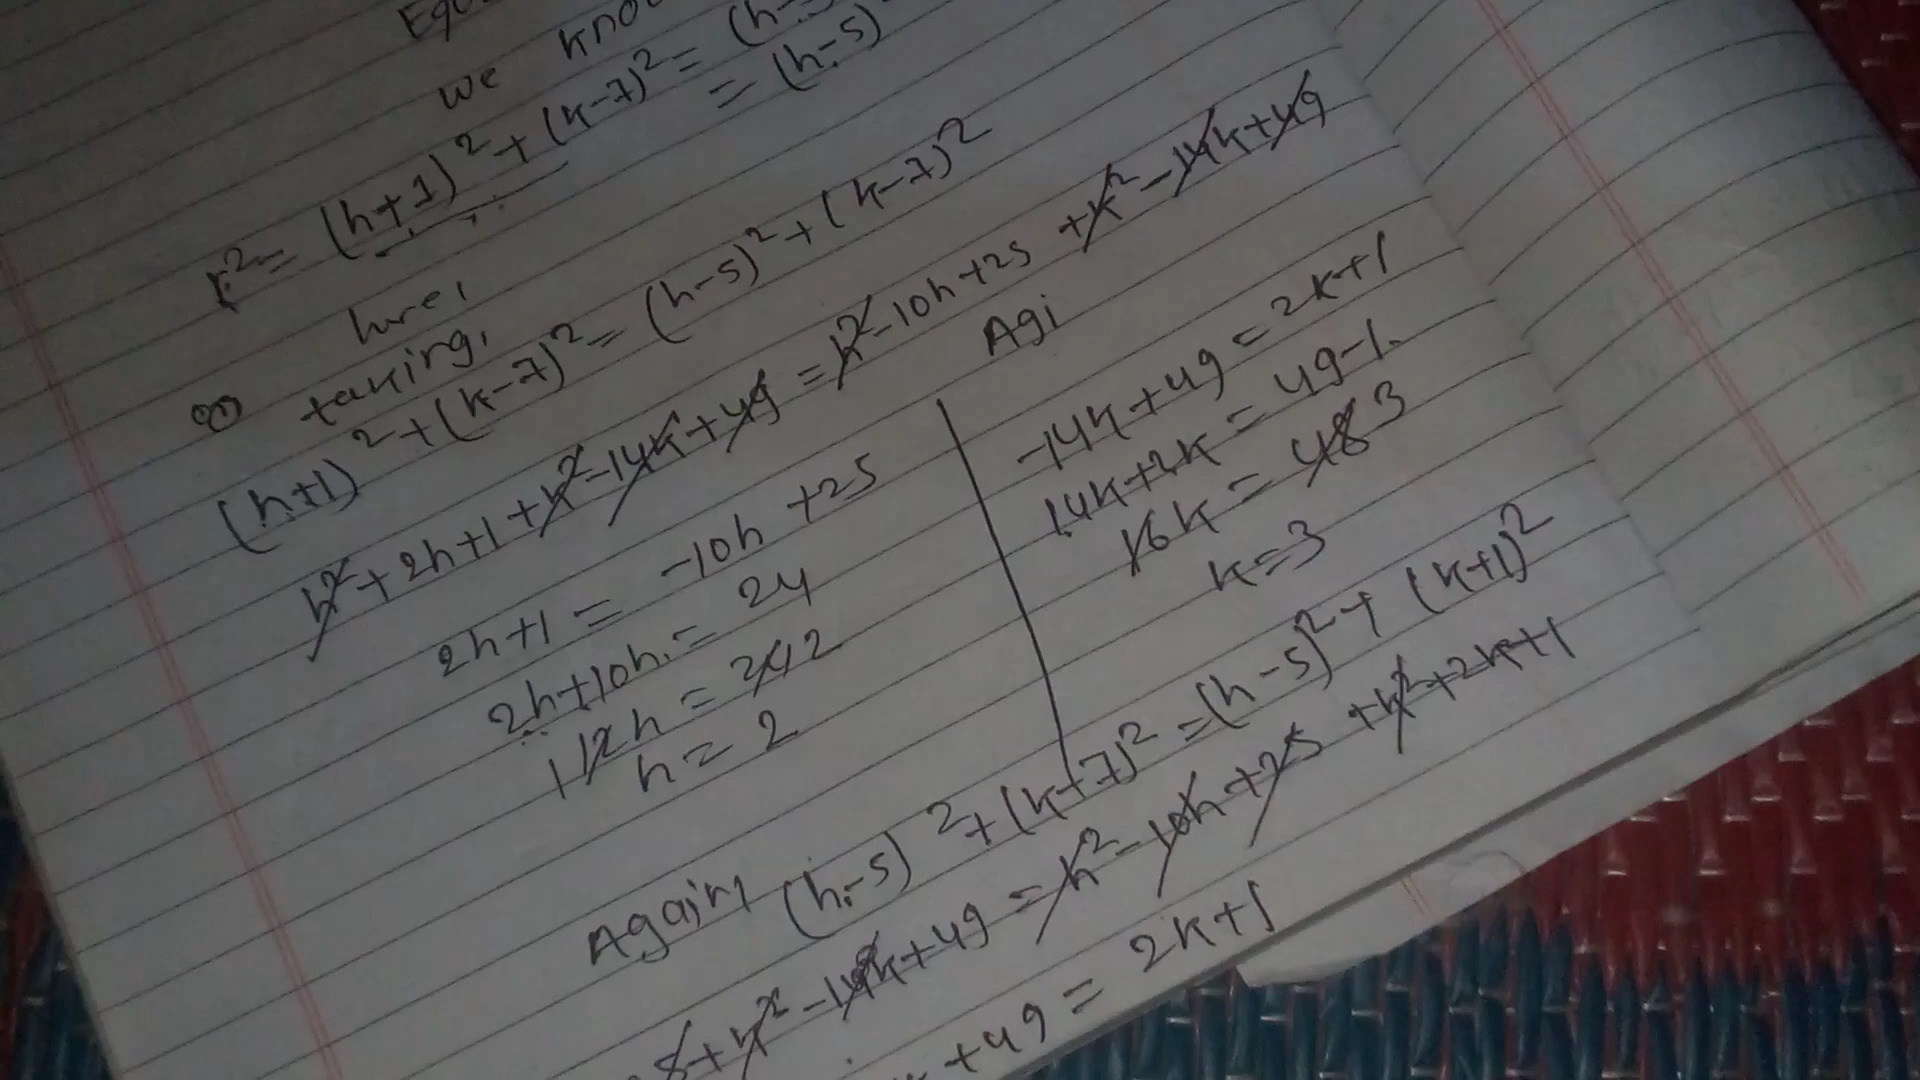 we
r² = (h+1)² + (k-7)² = (h-
= (h-5)
here,
taking,
(h+1)² + (k-7)² = (h-5)² + (k-7)²
h² + 2h+1 + k² - 14k + 49 = h² - 10h + 25 + k² - 14k + 49
Agi
2h+1 = -10h + 25
2h+10h = 24
12h = 24 2
h = 2
-14k + 49 = 2k+1
14k + 2k = 49-1
16k = 48 3
k = 3
Again, (h-5)² + (k-7)² = (h-5)² + (k+1)²
+ k² - 14k + 49 = h² - 10h + 25 + k² + 2k + 1
+ 49 = 2k+1